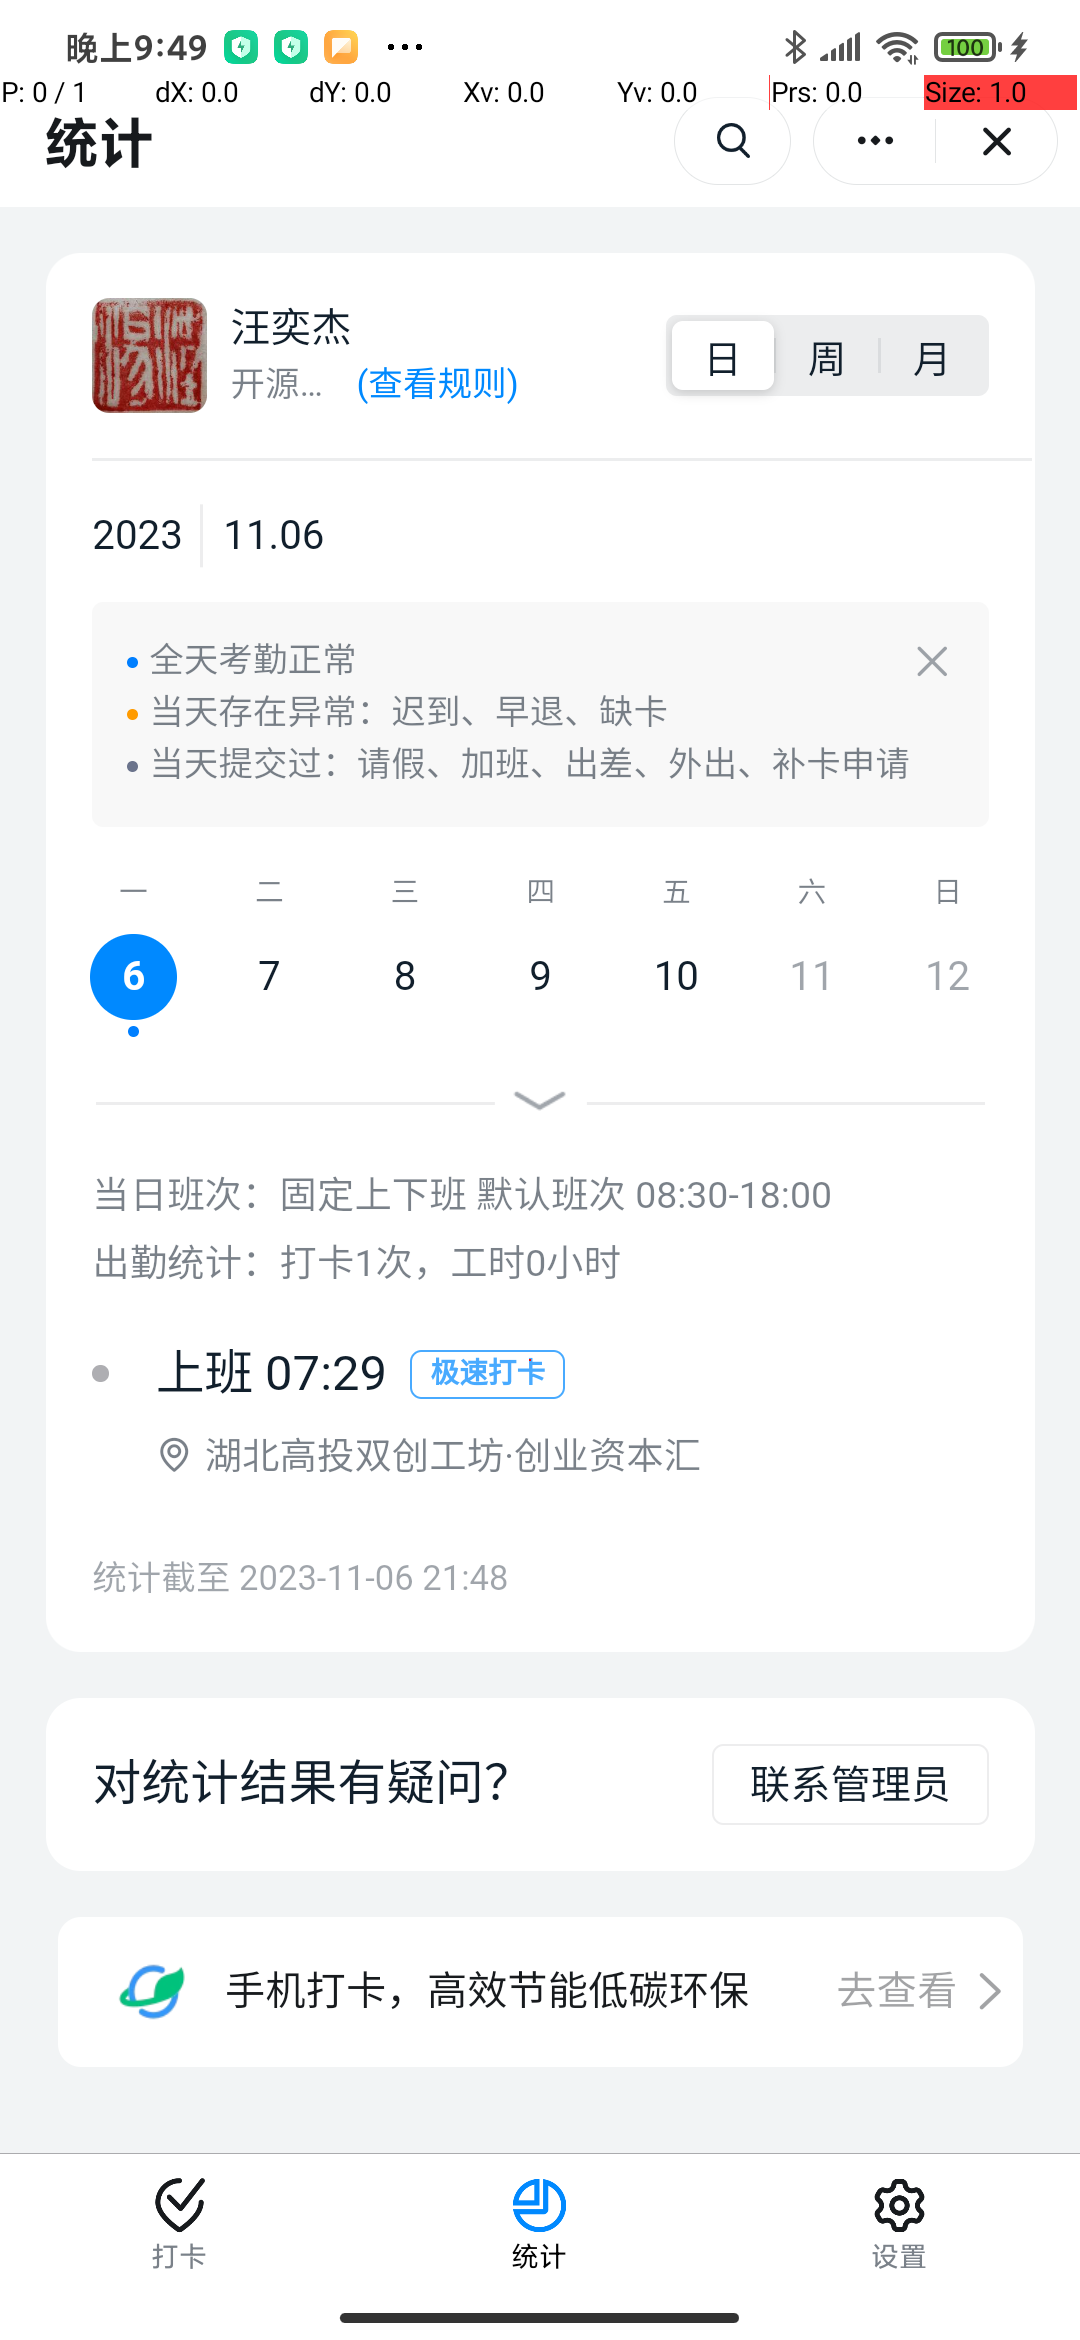 晚上9:49
100
P: 0 / 1 dX: 0.0 dY: 0.0 Xv: 0.0 Yv: 0.0 Prs: 0.0 Size: 1.0
统计
汪奕杰
开源... (查看规则)
日 周 月
2023 11.06
全天考勤正常
当天存在异常：迟到、早退、缺卡
当天提交过：请假、加班、出差、外出、补卡申请
一 二 三 四 五 六 日
6 7 8 9 10 11 12
当日班次：固定上下班 默认班次 08:30-18:00
出勤统计：打卡1次，工时0小时
上班 07:29 极速打卡
湖北高投双创工坊·创业资本汇
统计截至 2023-11-06 21:48
对统计结果有疑问？ 联系管理员
手机打卡，高效节能低碳环保 去查看
打卡 统计 设置